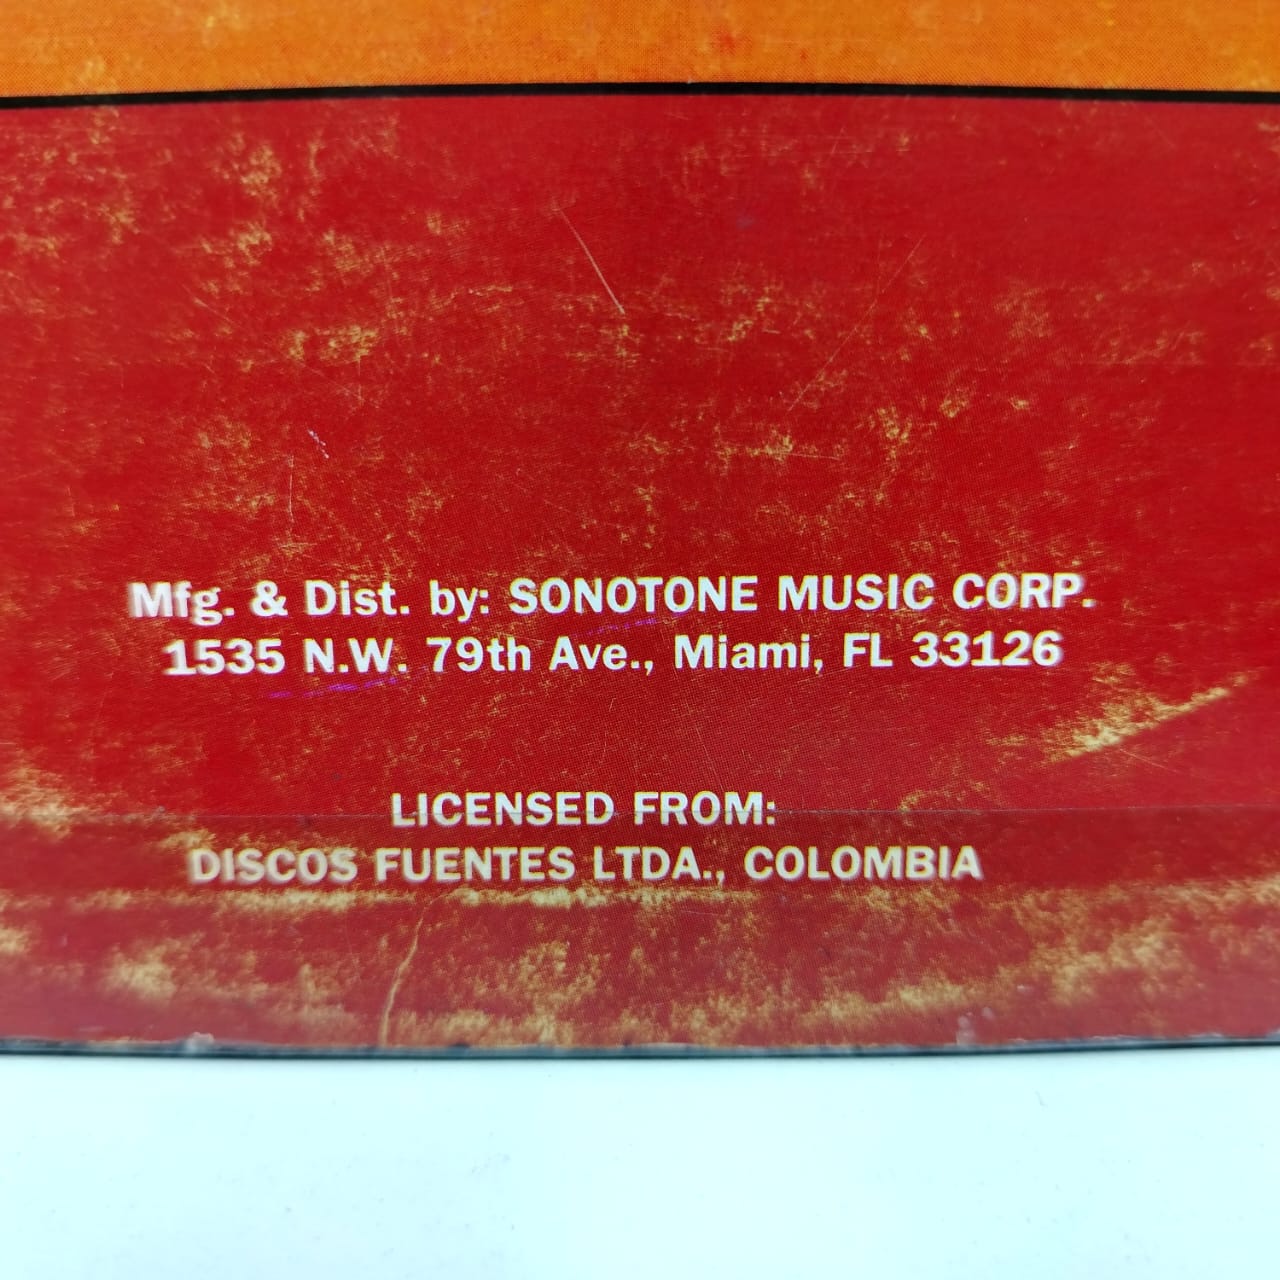 Mfg. & Dist. by: SONOTONE MUSIC CORP.
1535 N.W. 79th Ave., Miami, FL 33126
LICENSED FROM:
DISCOS FUENTES LTDA., COLOMBIA